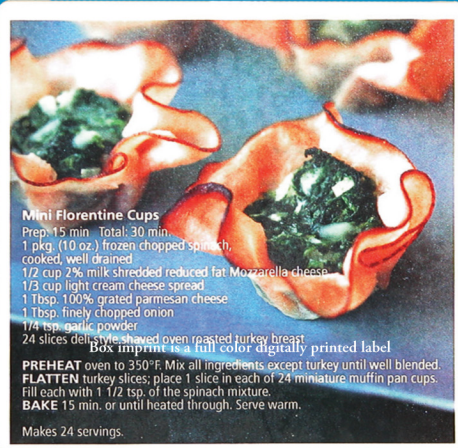 Mini Florentine Cups
Prep: 15 min  Total: 30 min.
1 pkg. (10 oz.) frozen chopped spinach,
cooked, well drained
1/2 cup 2% milk shredded reduced fat Mozzarella cheese
1/3 cup light cream cheese spread
1 Tbsp. 100% grated parmesan cheese
1 Tbsp. finely chopped onion
1/4 tsp. garlic powder
24 slices deli style shaved oven roasted turkey breast
Box imprint is a full color digitally printed label
PREHEAT oven to 350°F. Mix all ingredients except turkey until well blended.
FLATTEN turkey slices; place 1 slice in each of 24 miniature muffin pan cups.
Fill each with 1 1/2 tsp. of the spinach mixture.
BAKE 15 min. or until heated through. Serve warm.
Makes 24 servings.